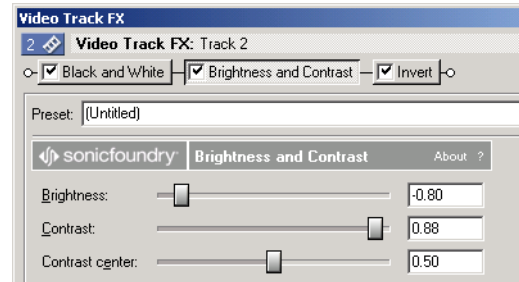 Video Track FX
2 Video Track FX: Track 2
Black and White Brightness and Contrast Invert
Preset: (Untitled)
sonicfoundry Brightness and Contrast About ?
Brightness: -0.80
Contrast: 0.88
Contrast center: 0.50